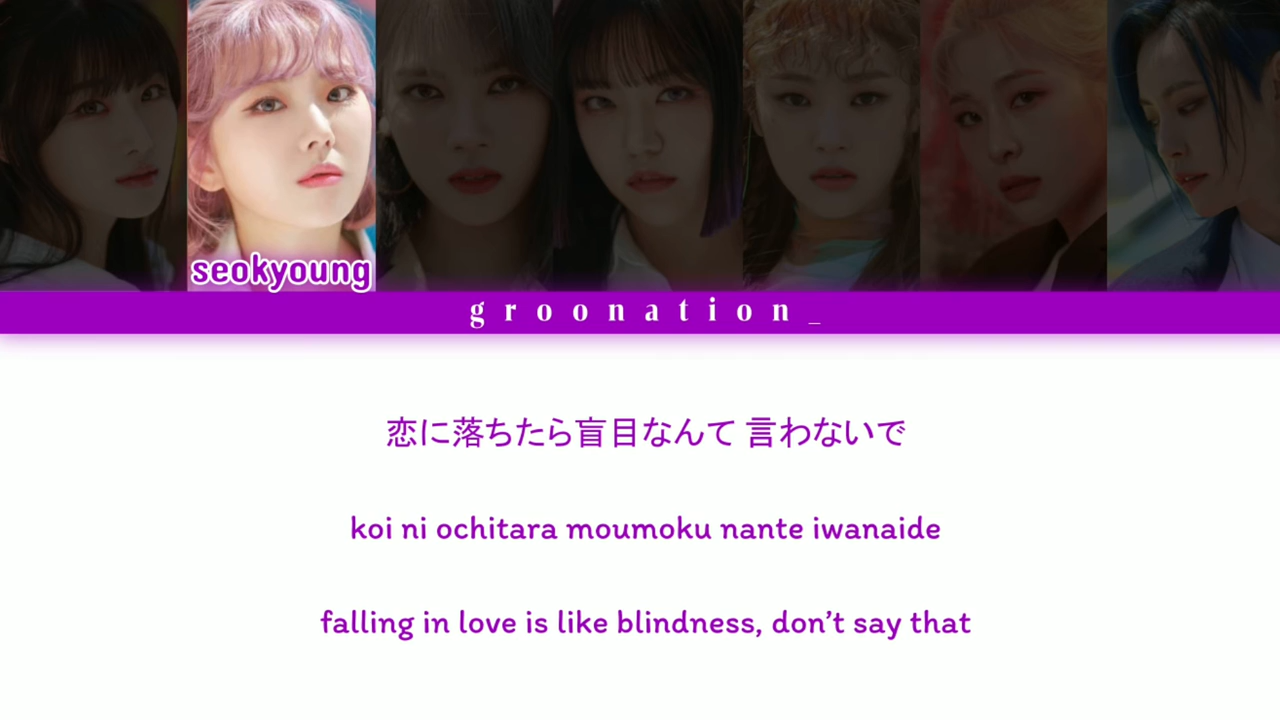 seokyoung
groonation_
恋に落ちたら盲目なんて 言わないで
koi ni ochitara moumoku nante iwanaide
falling in love is like blindness, don’t say that